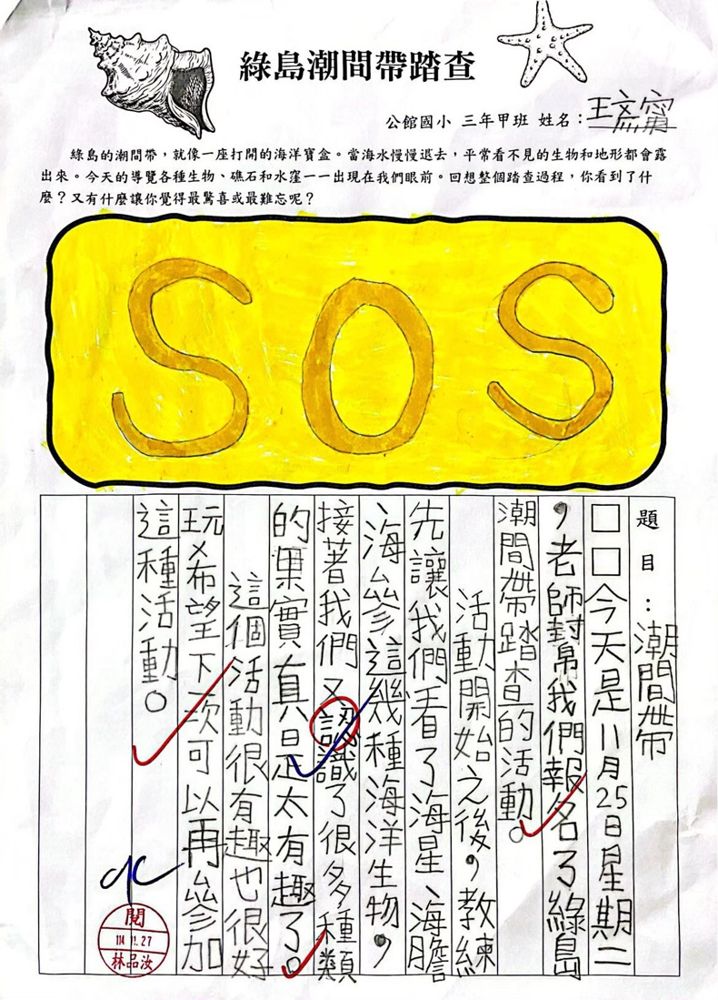 綠島潮間帶踏查
公館國小 三年甲班 姓名：王
綠島的潮間帶，就像一座打開的海洋寶盒。當海水慢慢退去，平常看不見的生物和地形都會露
出來。今天的導覽各種生物、礁石和水窪一一出現在我們眼前。回想整個踏查過程，你看到了什
麼？又有什麼讓你覺得最驚喜或最難忘呢？
SOS
題目：潮間帶
□□今天是11月25日星期二
，老師封帛我們報名了綠島
潮間帶踏查的活動。
活動開始之後，教練
先讓我們看了海星、海膽
、海參這幾種海洋生物，
接著我們又認識了很多種類
的果實真是太有趣了。
這個活動很有趣也很好
玩希望下次可以再參加
這種活動。
閱
114 11. 27
林品汝